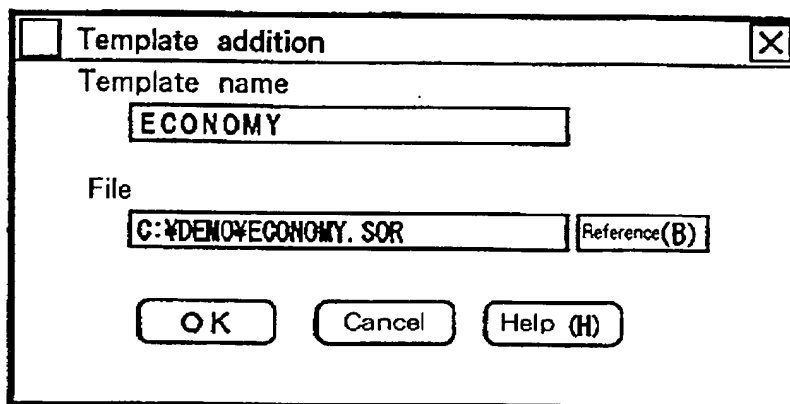 Template addition
Template name
ECONOMY
File
C:¥DEMO¥ECONOMY. SOR Reference(B)
OK Cancel Help (H)